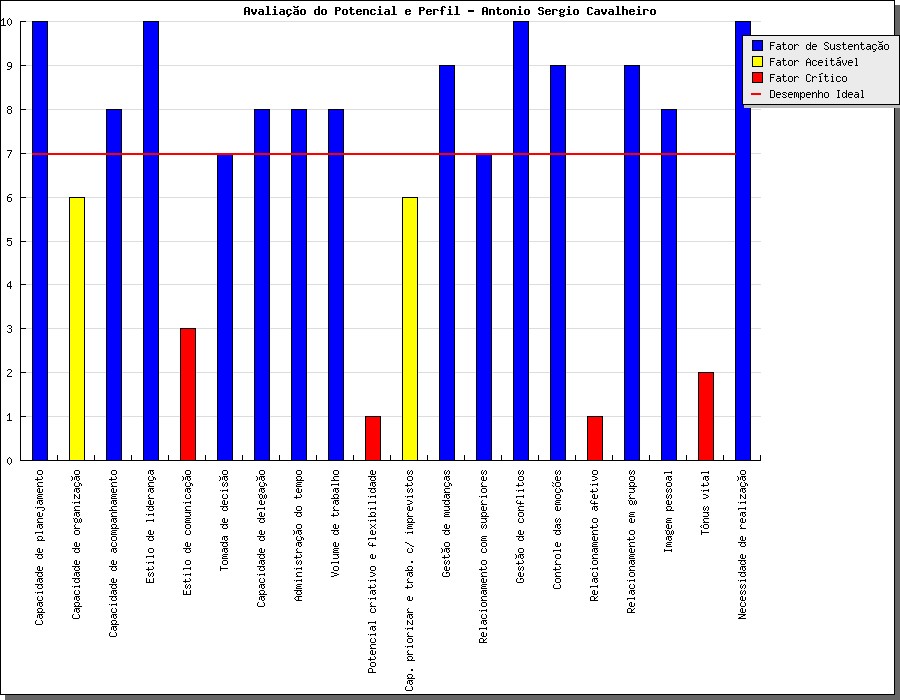 Avaliação do Potencial e Perfil - Antonio Sergio Cavalheiro
Fator de Sustentação
Fator Aceitável
Fator Crítico
Desempenho Ideal
10
9
8
7
6
5
4
3
2
1
0
Capacidade de planejamento
Capacidade de organização
Capacidade de acompanhamento
Estilo de liderança
Estilo de comunicação
Tomada de decisão
Capacidade de delegação
Administração do tempo
Volume de trabalho
Potencial criativo e flexibilidade
Cap. priorizar e trab. c/ imprevistos
Gestão de mudanças
Relacionamento com superiores
Gestão de conflitos
Controle das emoções
Relacionamento afetivo
Relacionamento em grupos
Imagem pessoal
Tônus vital
Necessidade de realização